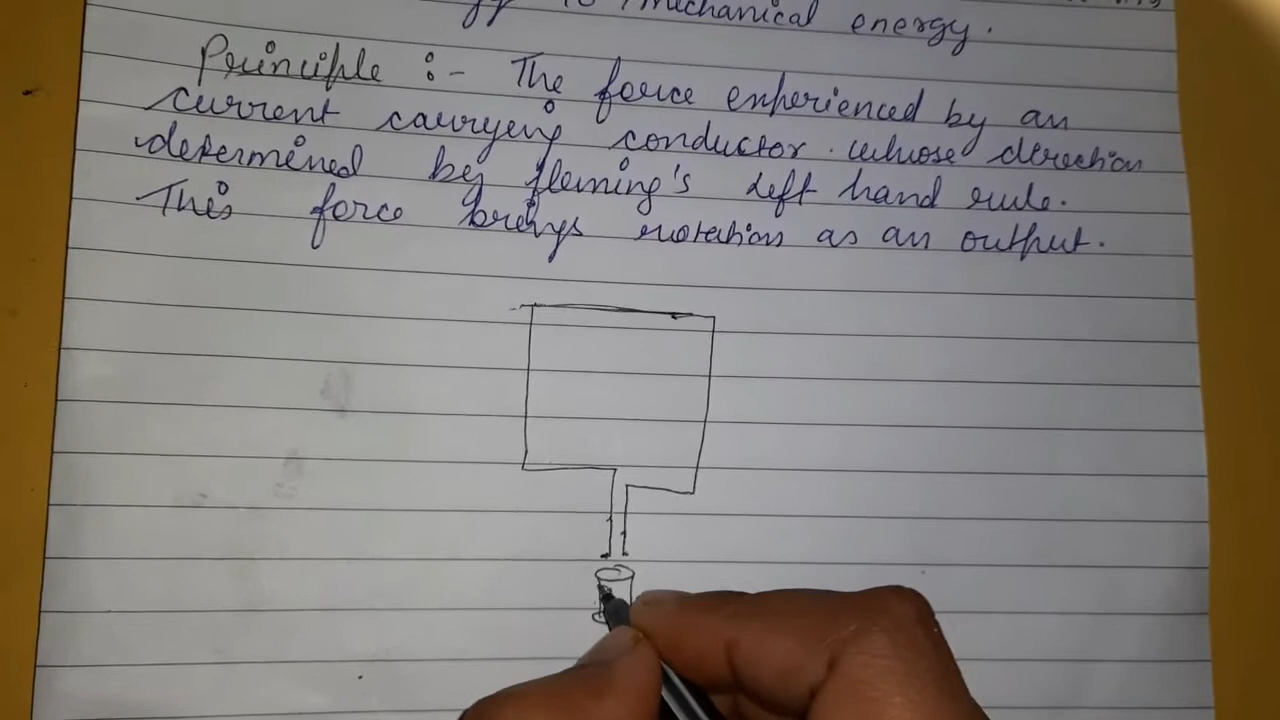 to mechanical energy.
Principle :- The force experienced by an
current carrying conductor. whose direction
determined by fleming's left hand rule.
This force brings rotation as an output.